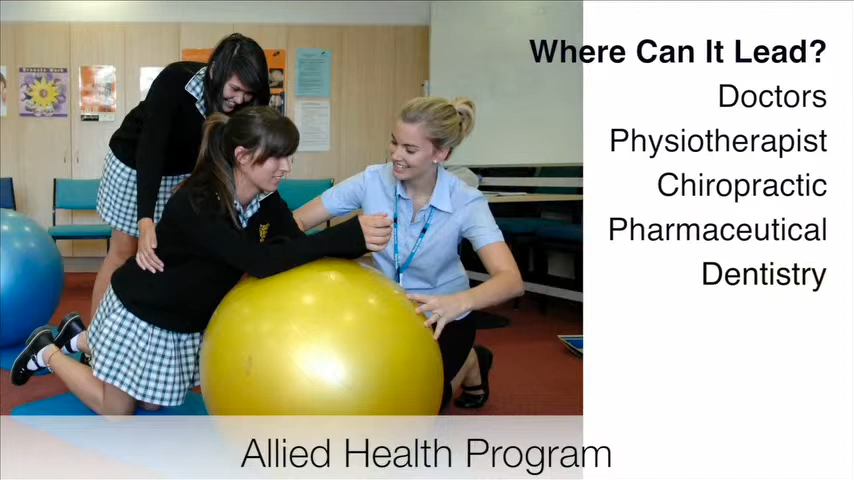 Where Can It Lead?
Doctors
Physiotherapist
Chiropractic
Pharmaceutical
Dentistry
Allied Health Program